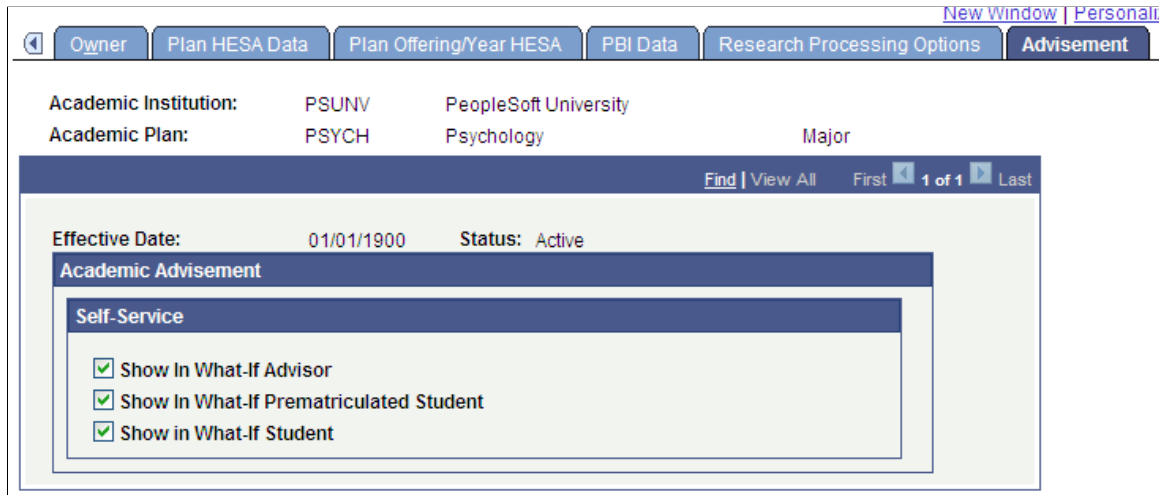 New Window | Personaliz
Owner Plan HESA Data Plan Offering/Year HESA PBI Data Research Processing Options Advisement
Academic Institution: PSUNV PeopleSoft University
Academic Plan: PSYCH Psychology Major
Find | View All First 1 of 1 Last
Effective Date: 01/01/1900 Status: Active
Academic Advisement
Self-Service
Show In What-If Advisor
Show In What-If Prematriculated Student
Show in What-If Student